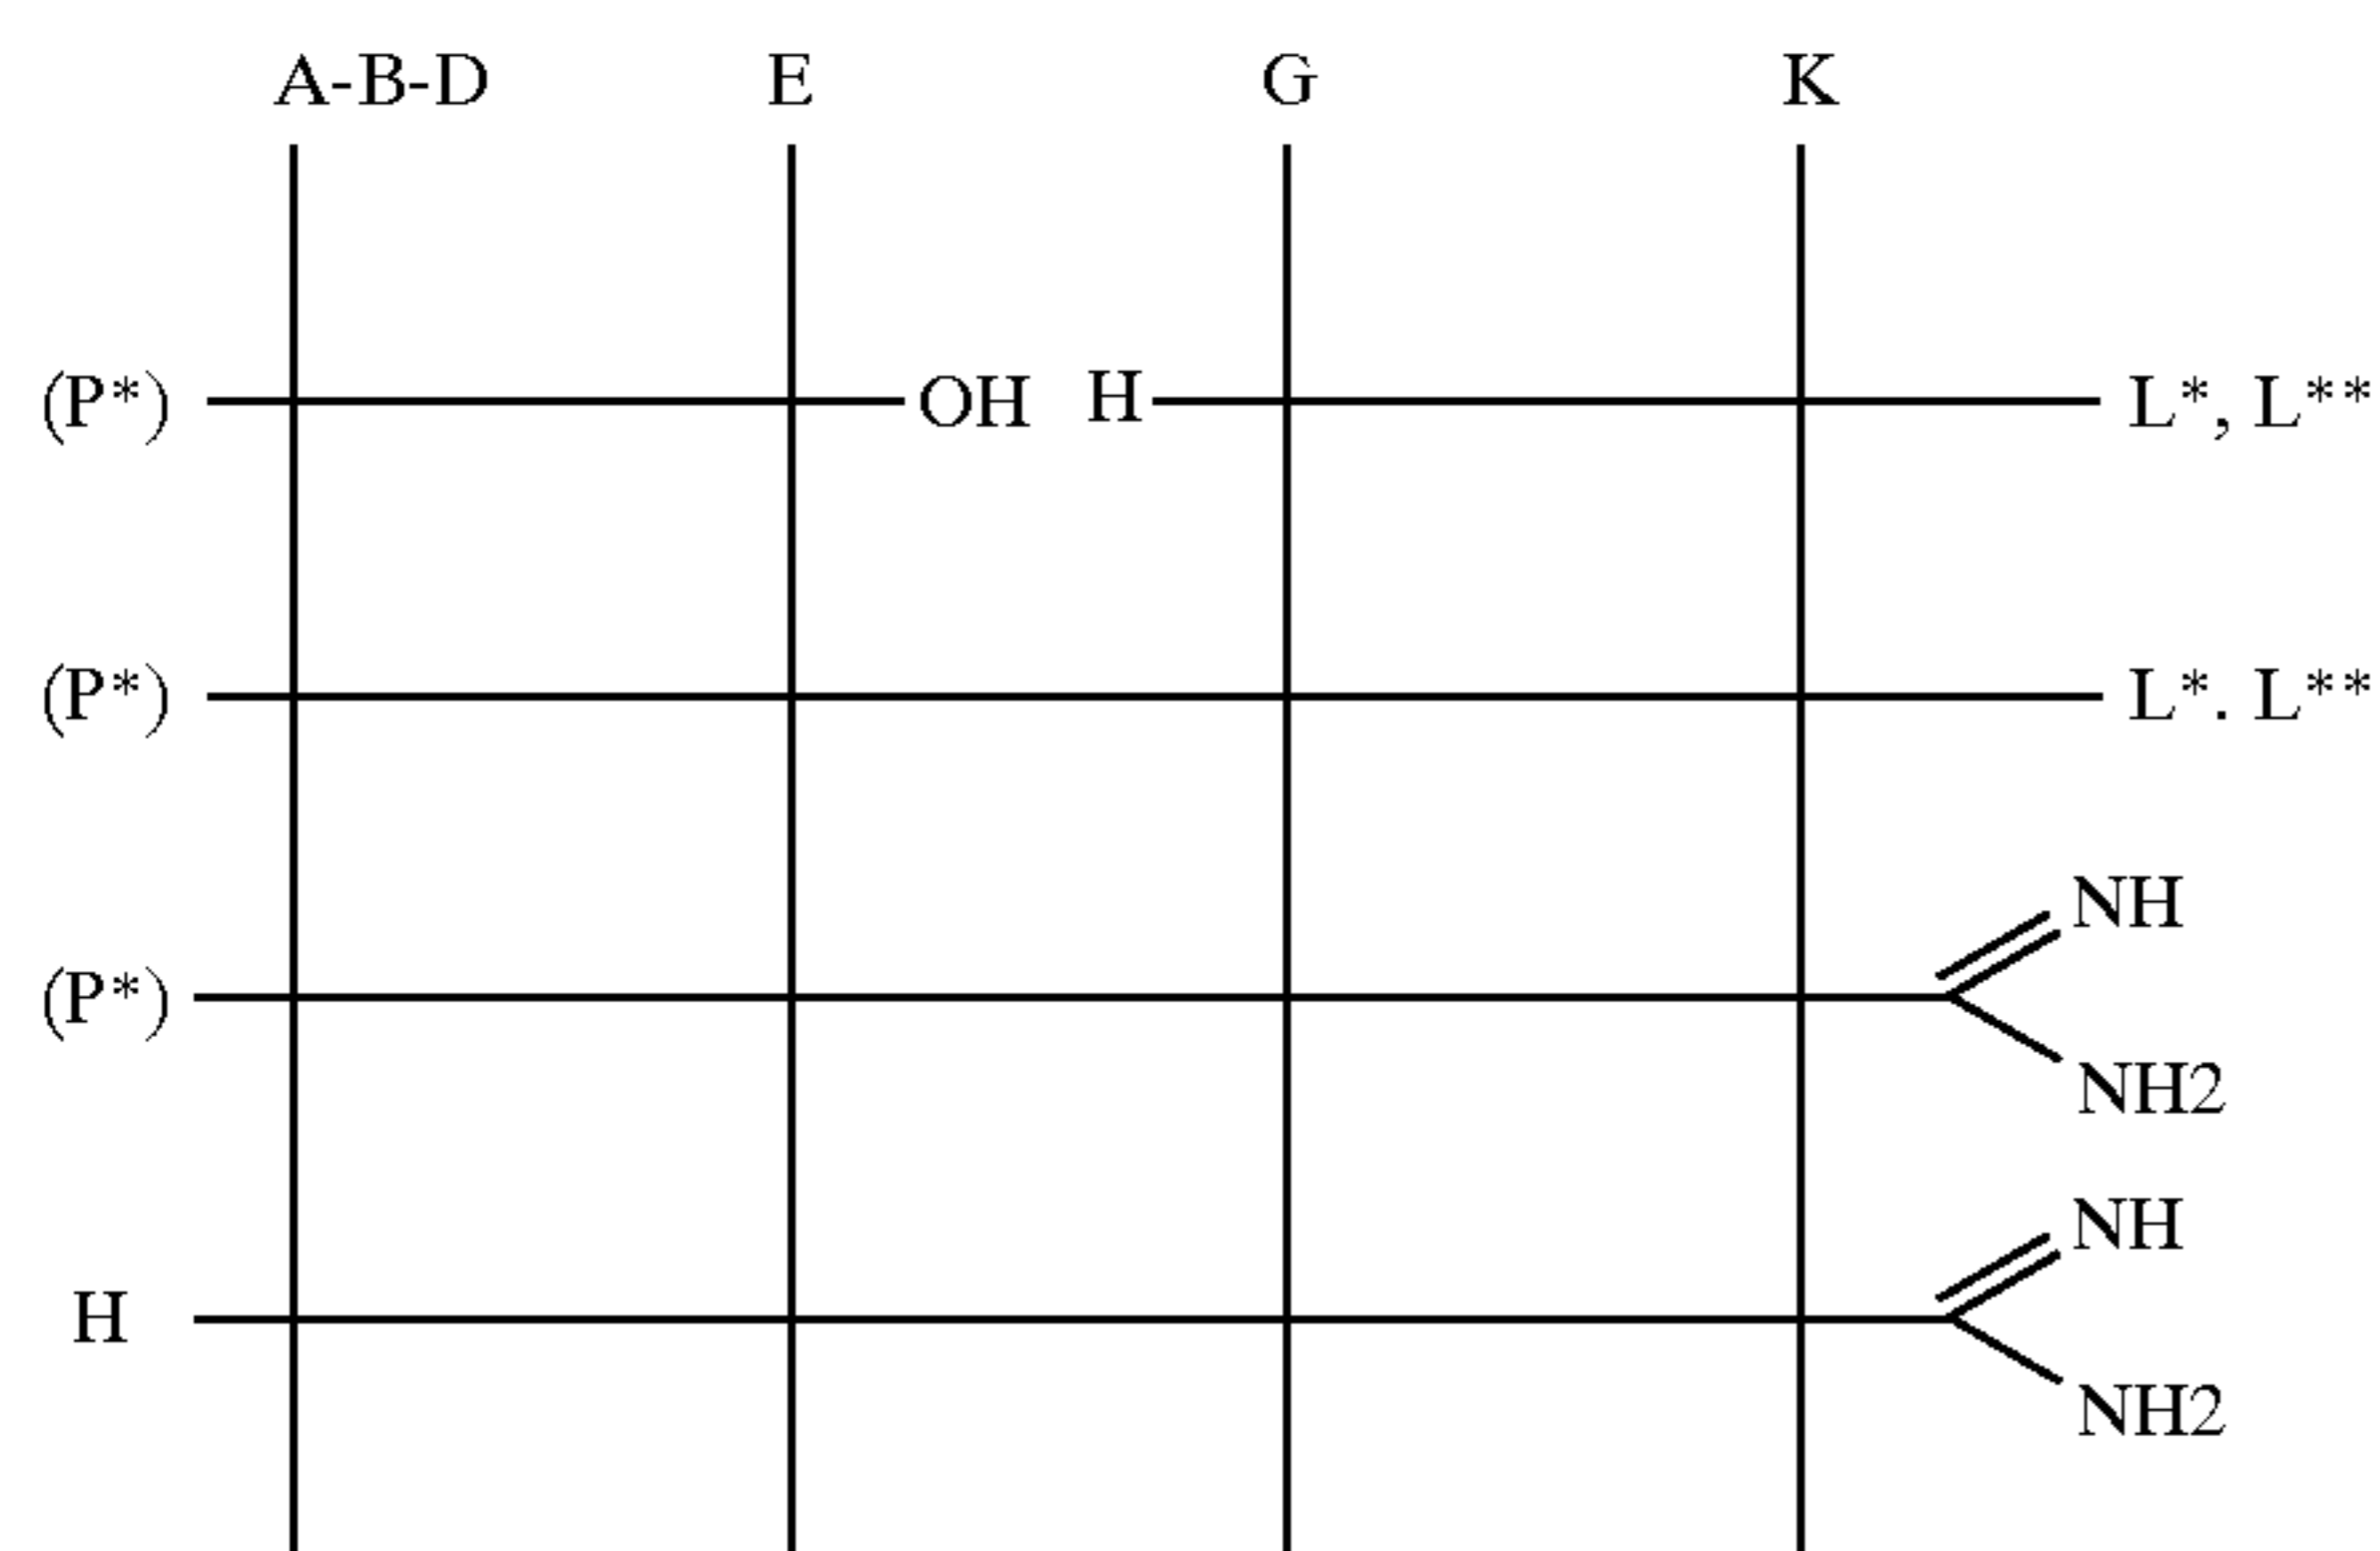 A-B-D E G K
(P*) OH H L*, L**
(P*) L*. L**
NH
(P*)
NH2
NH
H
NH2